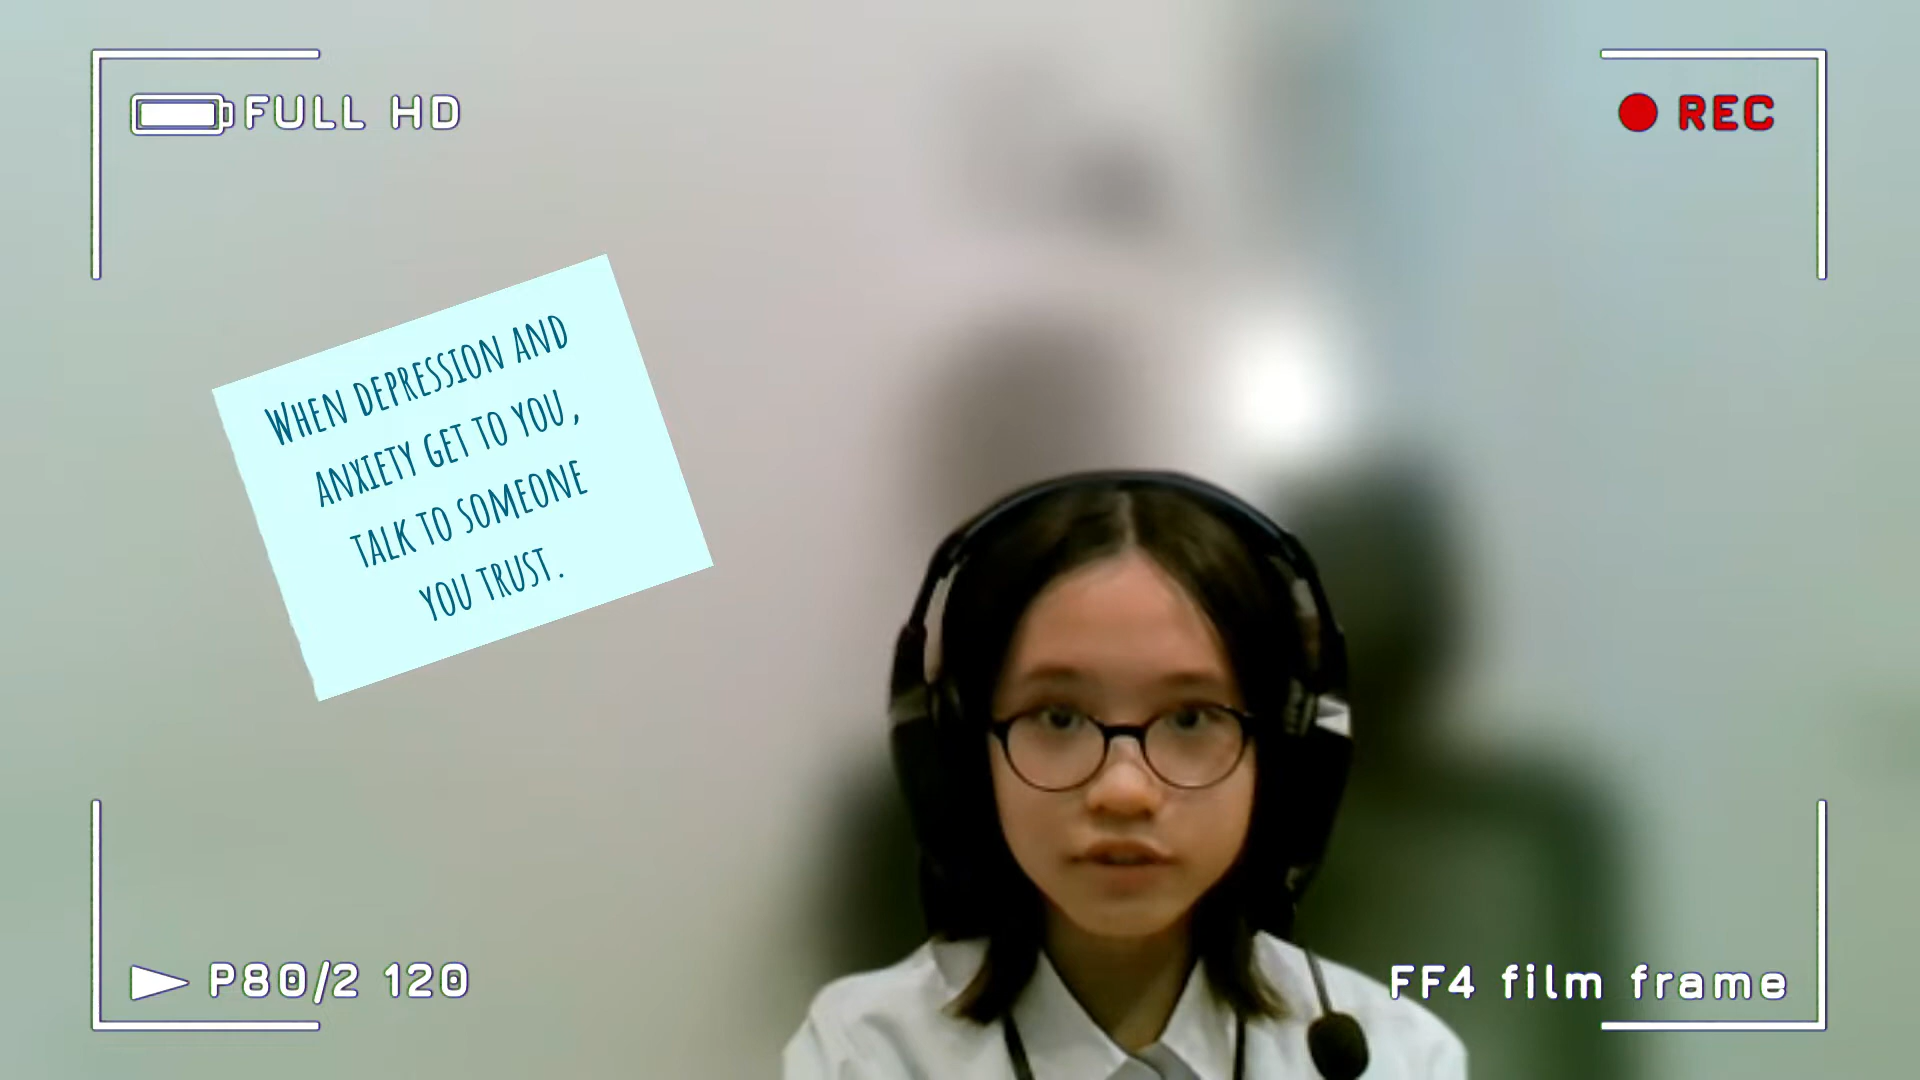 FULL HD
REC
When depression and
anxiety get to you,
talk to someone
you trust.
P80/2 120
FF4 film frame